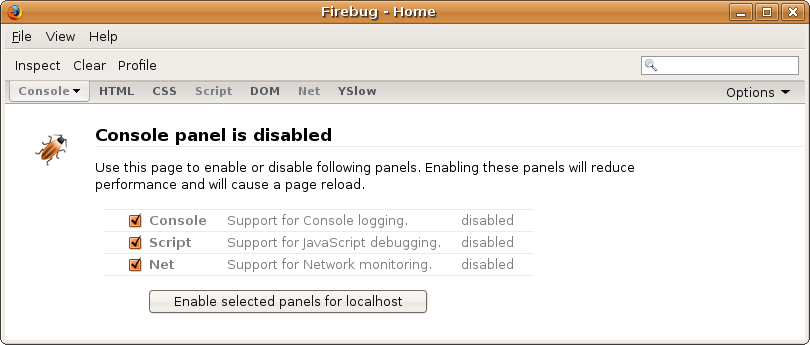 Firebug - Home
File View Help
Inspect Clear Profile
Console HTML CSS Script DOM Net YSlow Options
Console panel is disabled
Use this page to enable or disable following panels. Enabling these panels will reduce
performance and will cause a page reload.
Console Support for Console logging. disabled
Script Support for JavaScript debugging. disabled
Net Support for Network monitoring. disabled
Enable selected panels for localhost